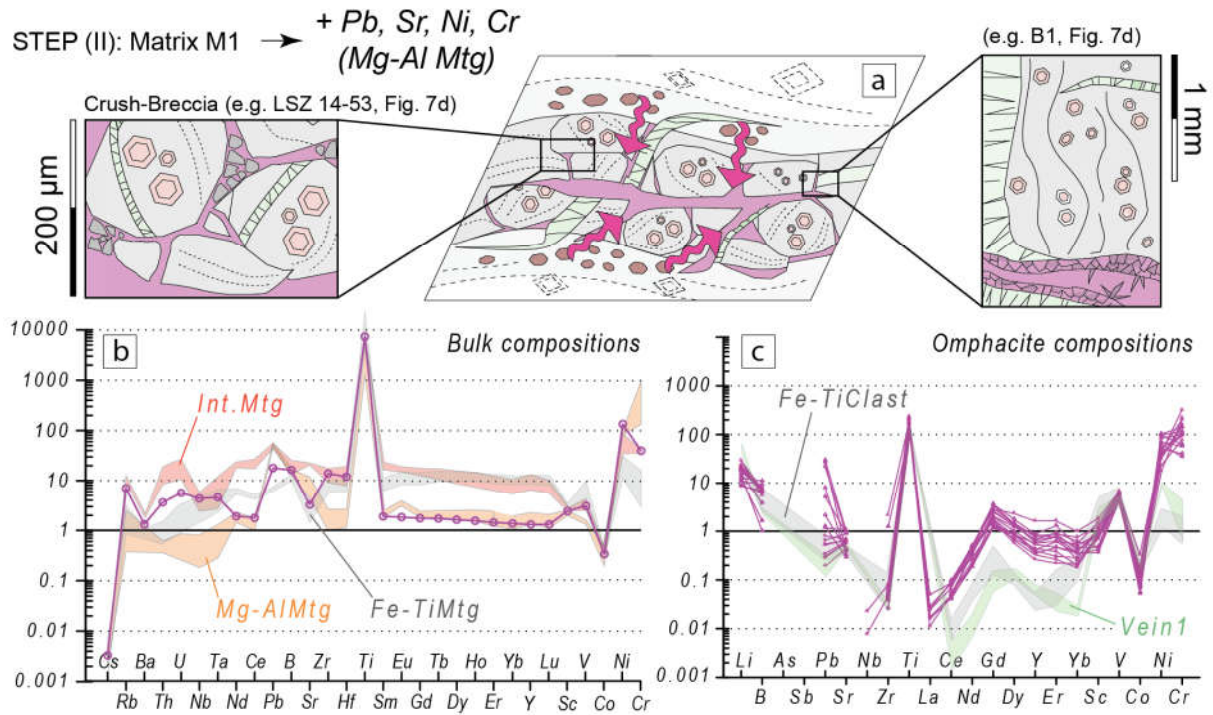 STEP (II): Matrix M1 → + Pb, Sr, Ni, Cr
(Mg-Al Mtg)
Crush-Breccia (e.g. LSZ 14-53, Fig. 7d)
200 µm
a
(e.g. B1, Fig. 7d)
1 mm
b
Bulk compositions
10000
1000
100
10
1
0.1
0.01
0.001
Int.Mtg
Mg-AlMtg
Fe-TiMtg
Cs Ba U Ta Ce B Zr Ti Eu Tb Ho Yb Lu V Ni
Rb Th Nb Nd Pb Sr Hf Sm Gd Dy Er Y Sc Co Cr
c
Omphacite compositions
1000
100
10
1
0.1
0.01
0.001
Fe-TiClast
Vein1
Li As Pb Nb Ti Ce Gd Y Yb V Ni
B Sb Sr Zr La Nd Dy Er Sc Co Cr